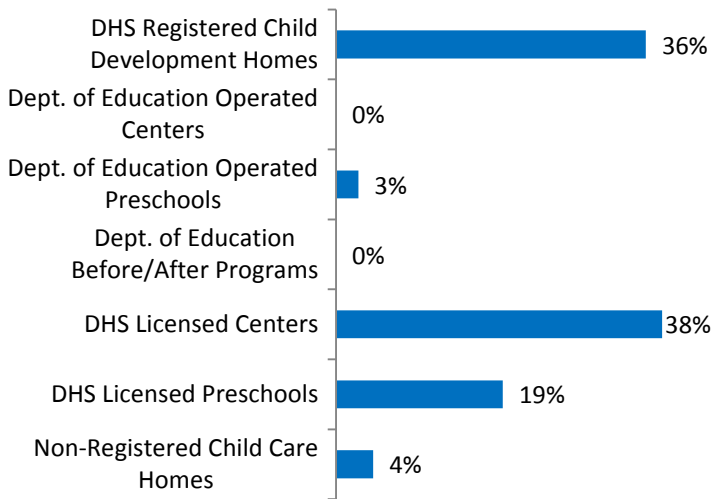 DHS Registered Child
Development Homes
36%
Dept. of Education Operated
Centers
0%
Dept. of Education Operated
Preschools
3%
Dept. of Education
Before/After Programs
0%
DHS Licensed Centers
38%
DHS Licensed Preschools
19%
Non-Registered Child Care
Homes
4%